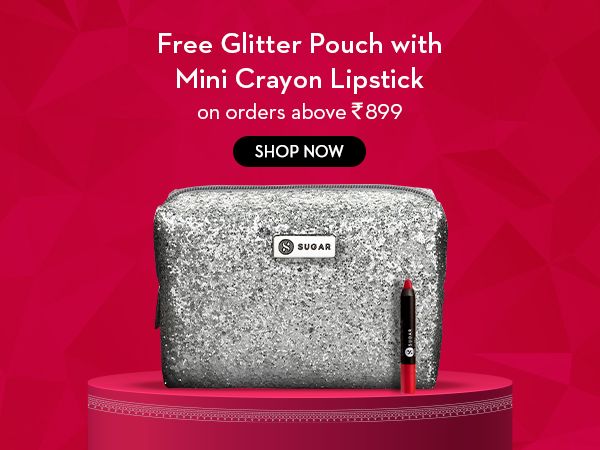 Free Glitter Pouch with
Mini Crayon Lipstick
on orders above ₹899
SHOP NOW
S SUGAR
S SUGAR